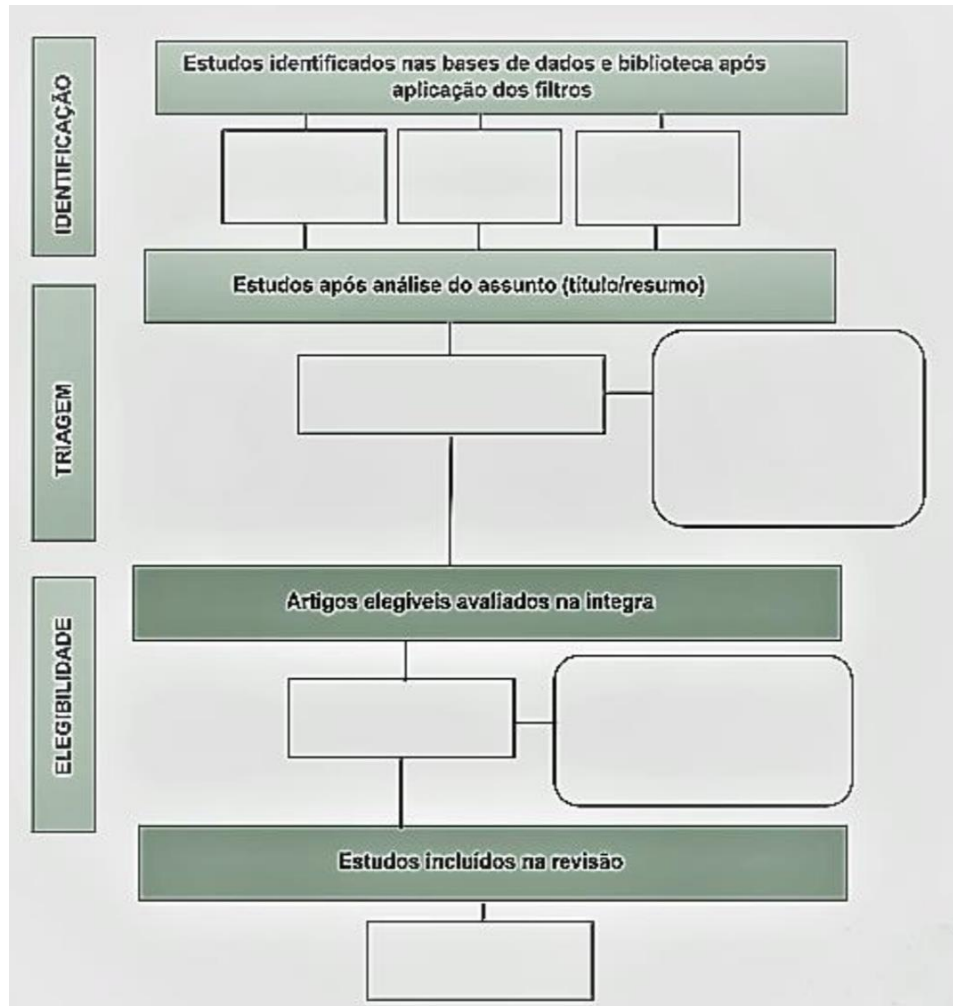 IDENTIFICAÇÃO
Estudos identificados nas bases de dados e biblioteca após
aplicação dos filtros
Estudos após análise do assunto (título/resumo)
TRIAGEM
Artigos elegíveis avaliados na integra
ELEGIBILIDADE
Estudos incluídos na revisão